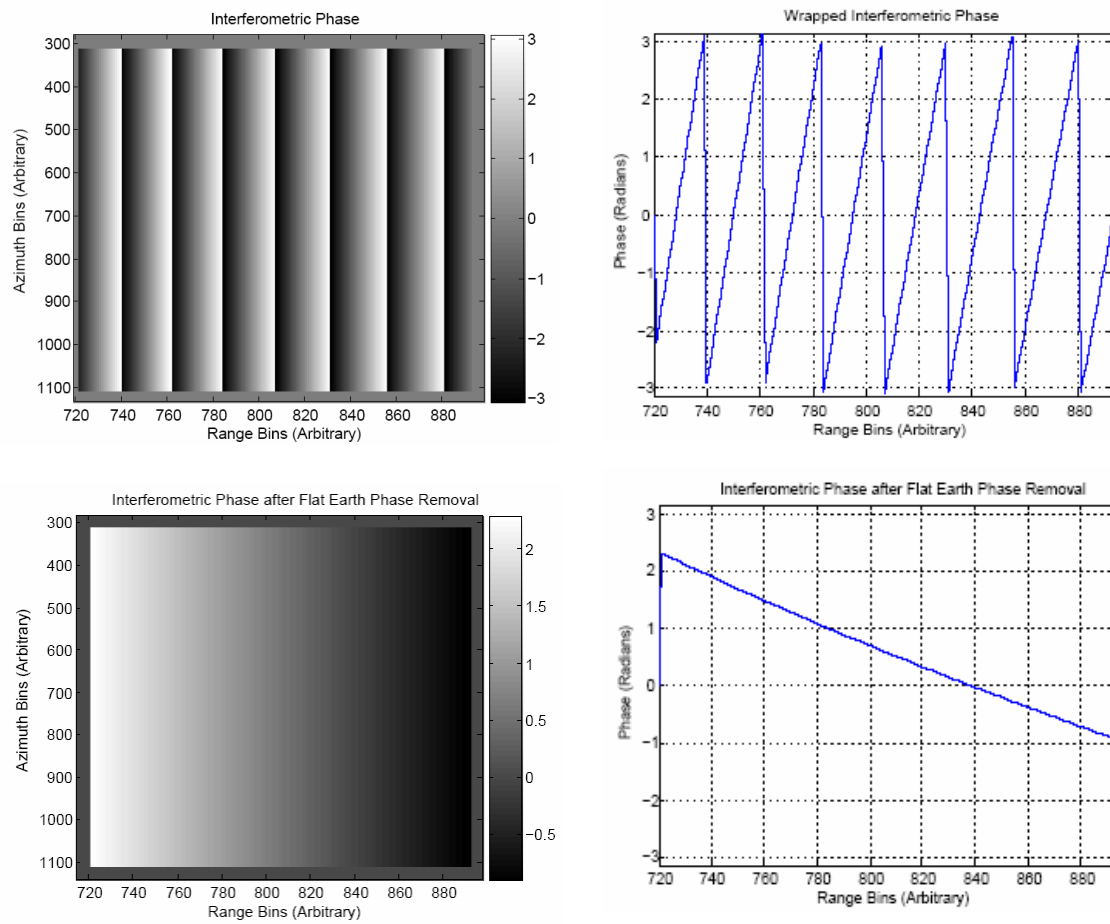 Interferometric Phase
300
400
500
600
700
800
900
1000
1100
Azimuth Bins (Arbitrary)
720 740 760 780 800 820 840 860 880
Range Bins (Arbitrary)
3
2
1
0
−1
−2
−3
Wrapped Interferometric Phase
3
2
1
0
-1
-2
-3
Phase (Radians)
720 740 760 780 800 820 840 860 880
Range Bins (Arbitrary)
Interferometric Phase after Flat Earth Phase Removal
300
400
500
600
700
800
900
1000
1100
Azimuth Bins (Arbitrary)
720 740 760 780 800 820 840 860 880
Range Bins (Arbitrary)
2
1.5
1
0.5
0
−0.5
Interferometric Phase after Flat Earth Phase Removal
3
2
1
0
-1
-2
-3
Phase (Radians)
720 740 760 780 800 820 840 860 880
Range Bins (Arbitrary)